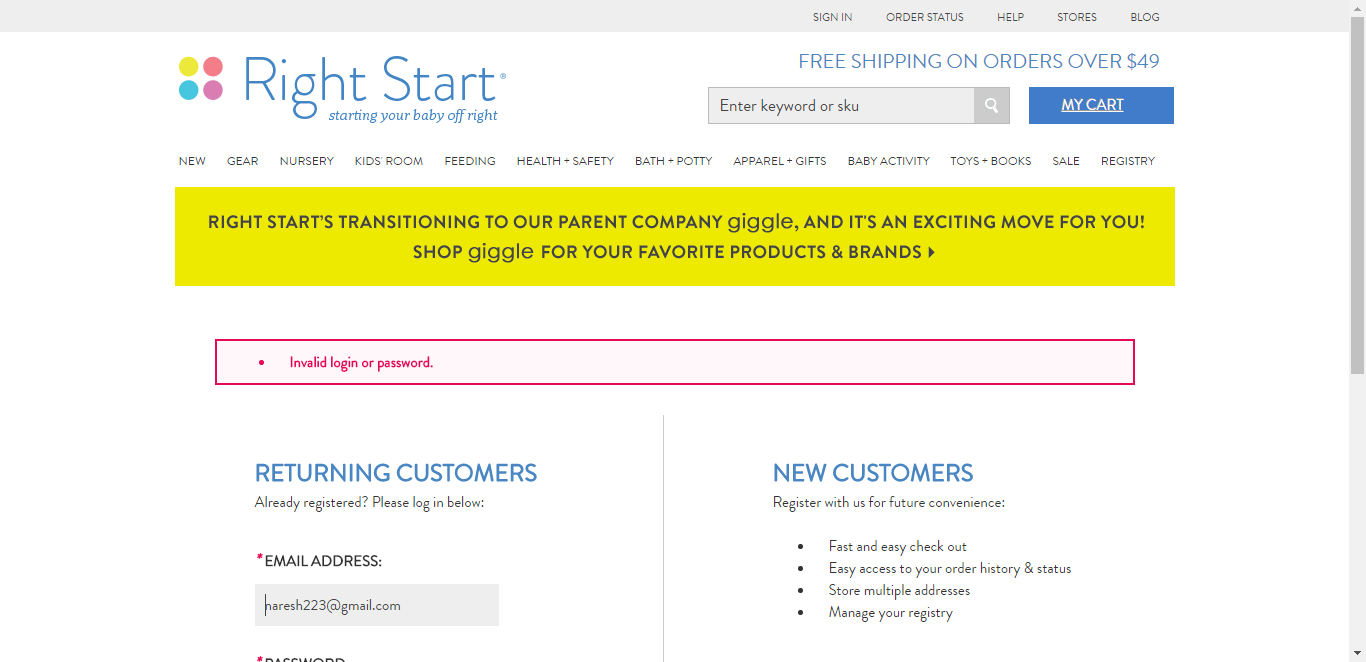 SIGN IN ORDER STATUS HELP STORES BLOG
Right Start®
starting your baby off right
FREE SHIPPING ON ORDERS OVER $49
Enter keyword or sku
MY CART
NEW GEAR NURSERY KIDS' ROOM FEEDING HEALTH + SAFETY BATH + POTTY APPAREL + GIFTS BABY ACTIVITY TOYS + BOOKS SALE REGISTRY
RIGHT START'S TRANSITIONING TO OUR PARENT COMPANY giggle, AND IT'S AN EXCITING MOVE FOR YOU!
SHOP giggle FOR YOUR FAVORITE PRODUCTS & BRANDS
• Invalid login or password.
RETURNING CUSTOMERS
Already registered? Please log in below:
*EMAIL ADDRESS:
naresh223@gmail.com
*PASSWORD
NEW CUSTOMERS
Register with us for future convenience:
• Fast and easy check out
• Easy access to your order history & status
• Store multiple addresses
• Manage your registry